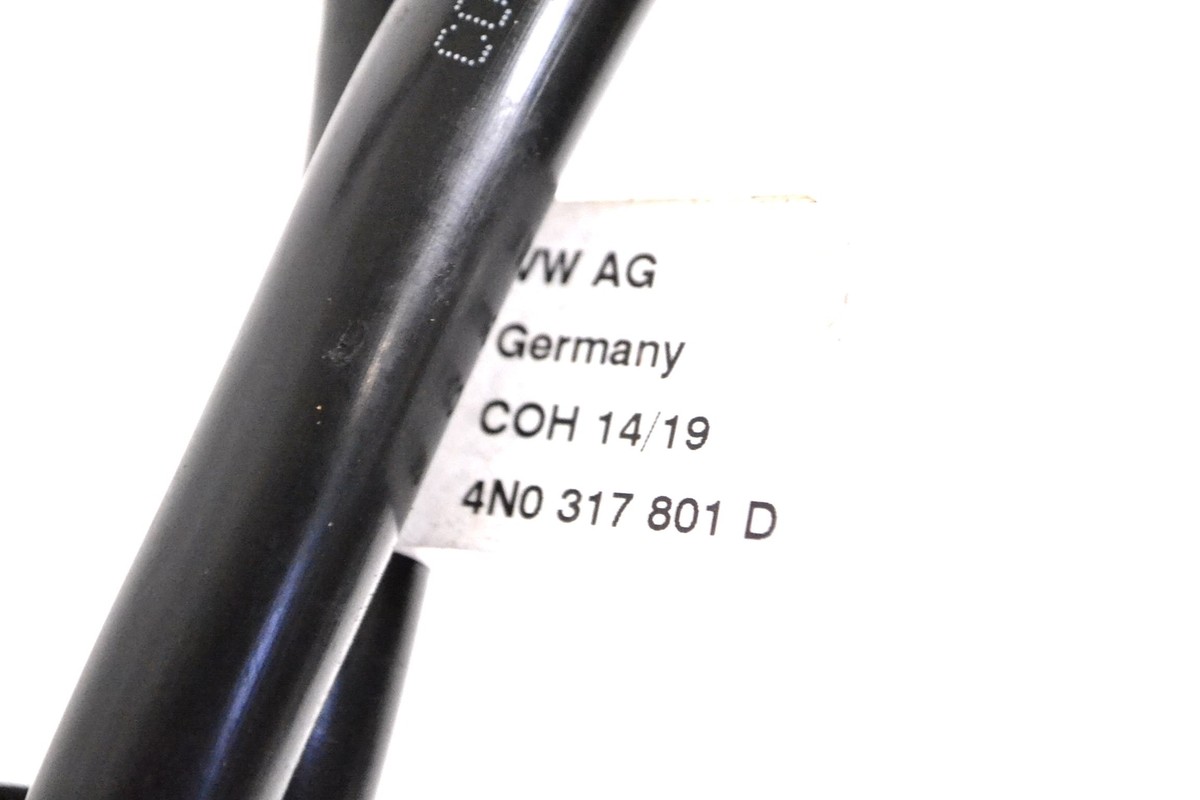 VW AG
Germany
COH 14/19
4N0 317 801 D